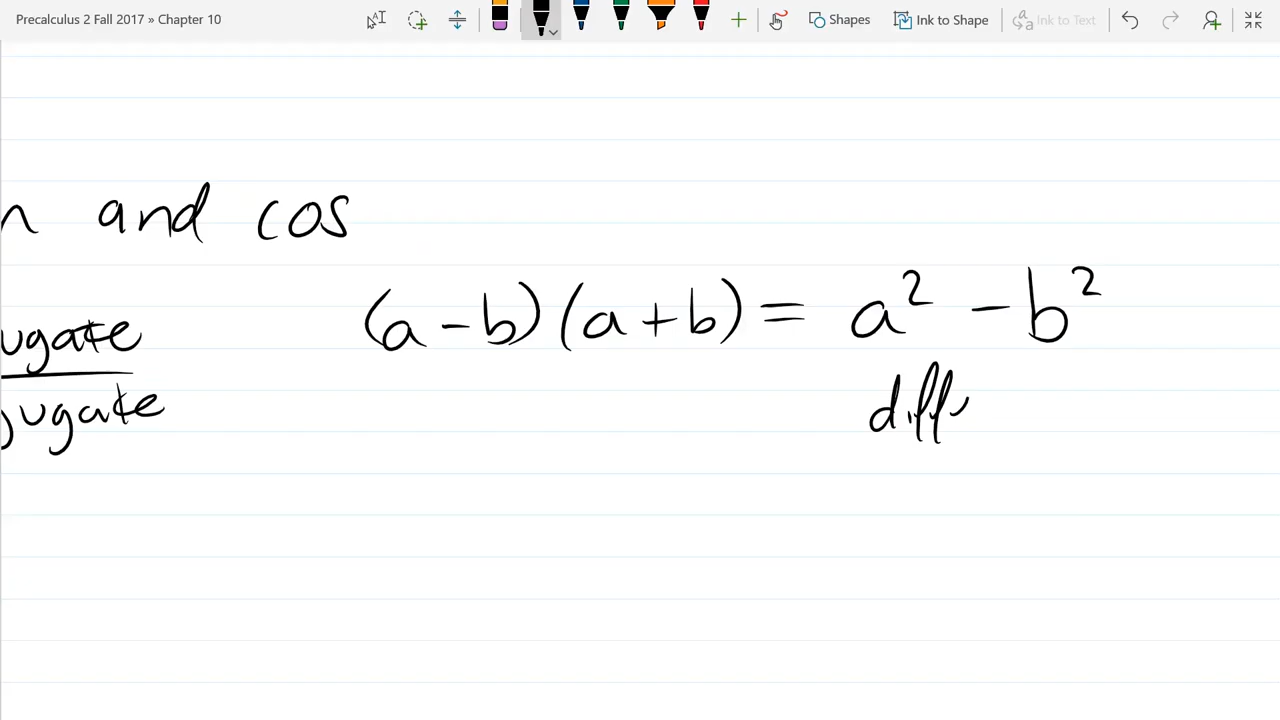 Precalculus 2 Fall 2017 » Chapter 10
Shapes
Ink to Shape
Ink to Text
n and cos
(a-b)(a+b) = a² - b²
ugate
jugate
diff